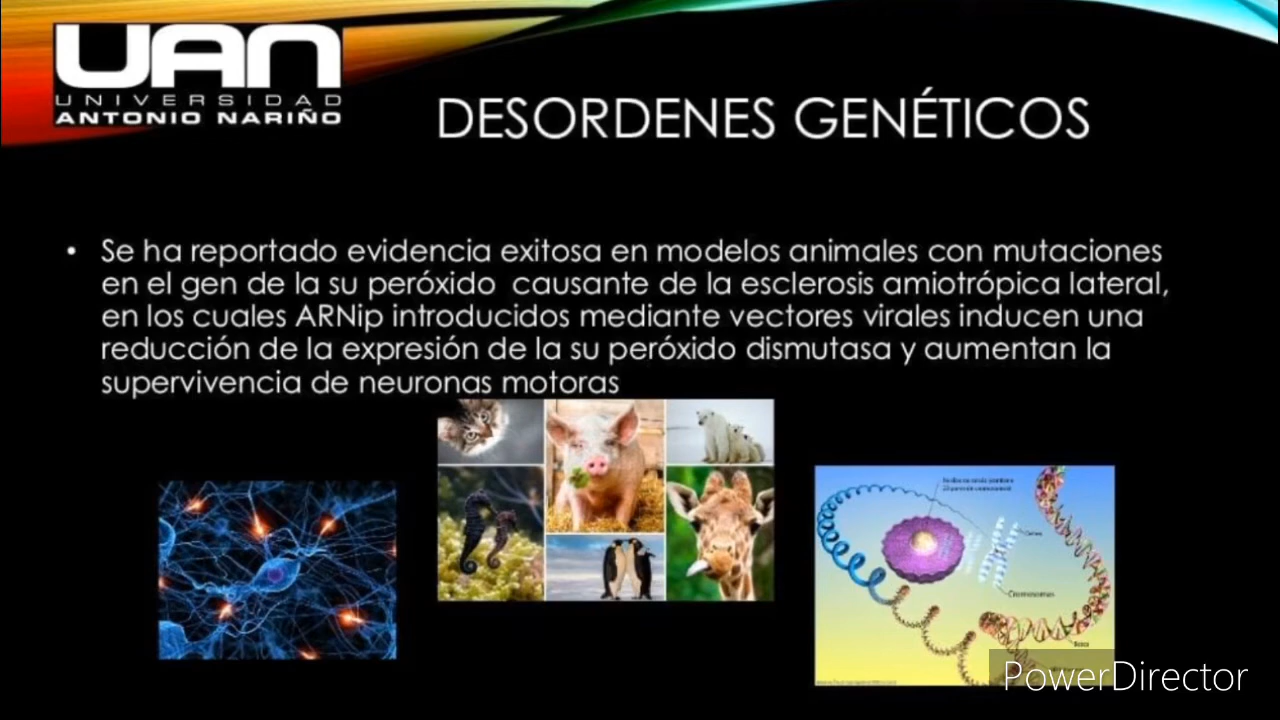 UAN
UNIVERSIDAD
ANTONIO NARIÑO
DESORDENES GENÉTICOS
• Se ha reportado evidencia exitosa en modelos animales con mutaciones
en el gen de la su peróxido causante de la esclerosis amiotrópica lateral,
en los cuales ARNip introducidos mediante vectores virales inducen una
reducción de la expresión de la su peróxido dismutasa y aumentan la
supervivencia de neuronas motoras
Cromosomas
PowerDirector